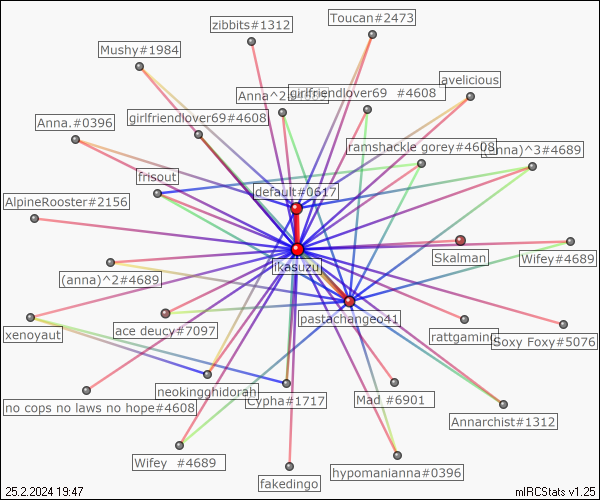 zibbits#1312
Toucan#2473
Mushy#1984
avelicious
Anna^2
girlfriendlover69 #4608
Anna.#0396
girlfriendlover69#4608
ramshackle gorey#4608
(anna)^3#4689
frisout
default#0617
AlpineRooster#2156
Skalman
Wifey#4689
ikasuzu
(anna)^2#4689
pastachangeo41
ace deucy#7097
xenoyaut
rattgaming
Soxy Foxy#5076
neokingghidorah
Cypha#1717
Mad #6901
no cops no laws no hope#4608
Annarchist#1312
Wifey #4689
hypomanianna#0396
fakedingo
25.2.2024 19:47
mIRCStats v1.25